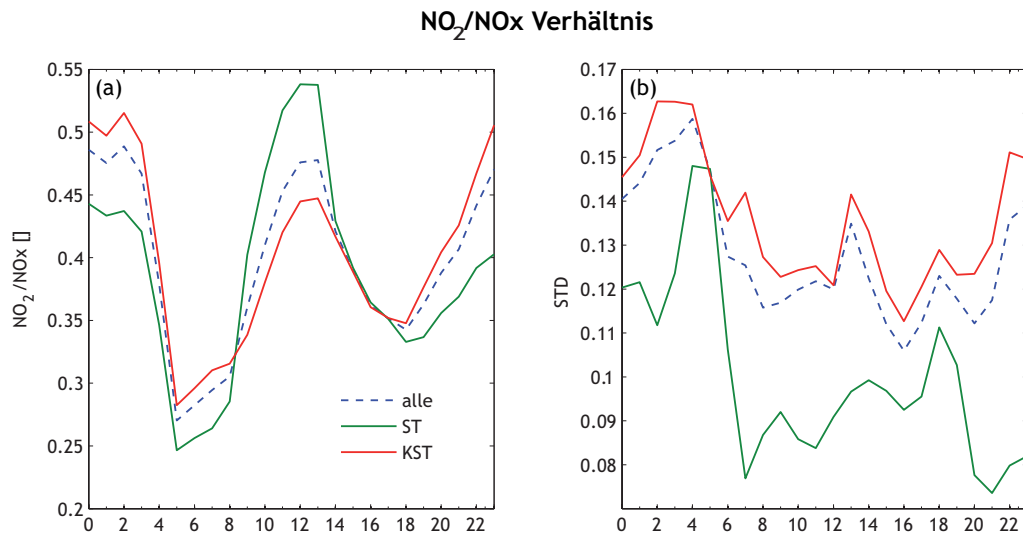 NO2/NOx Verhältnis
(a)
NO2/NOx []
0.55
0.5
0.45
0.4
0.35
0.3
0.25
0.2
0 2 4 6 8 10 12 14 16 18 20 22
alle
ST
KST
(b)
STD
0.17
0.16
0.15
0.14
0.13
0.12
0.11
0.1
0.09
0.08
0 2 4 6 8 10 12 14 16 18 20 22